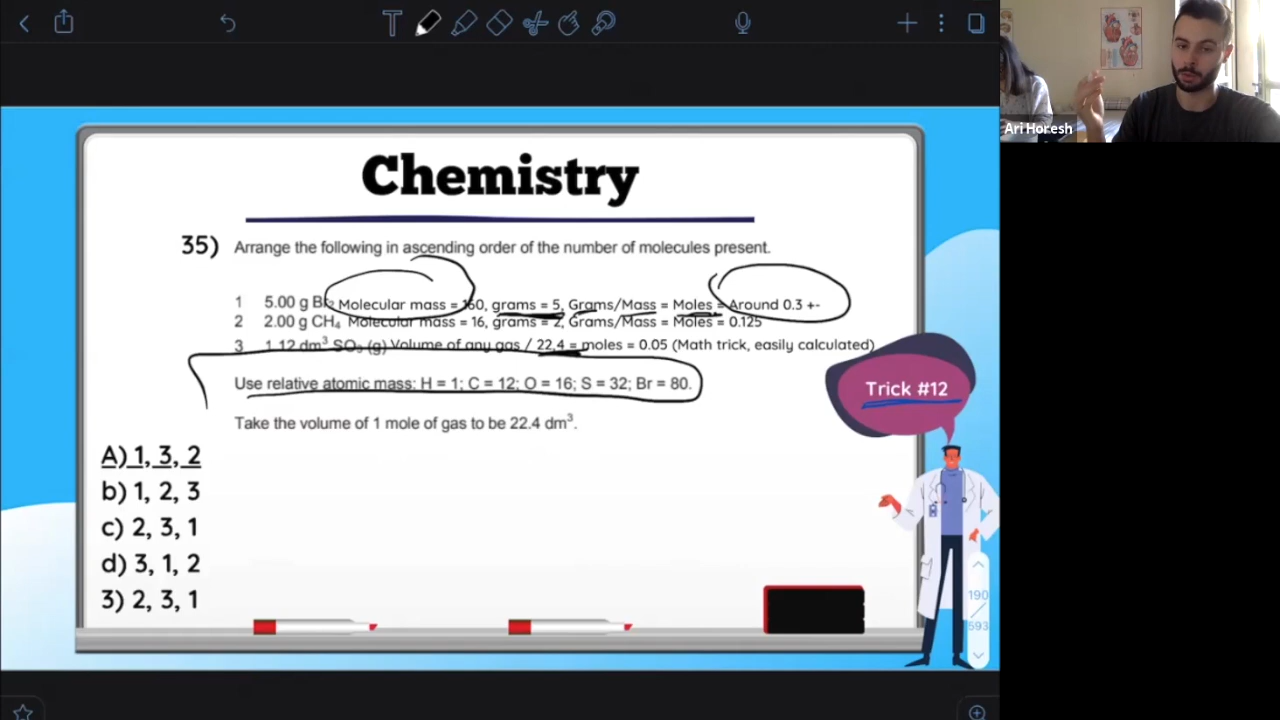 Ari Horesh
Chemistry
35) Arrange the following in ascending order of the number of molecules present.
1 5.00 g Br₂ Molecular mass = 160, grams = 5, Grams/Mass = Moles = Around 0.3 +-
2 2.00 g CH₄ Molecular mass = 16, grams = 2, Grams/Mass = Moles = 0.125
3 1.12 dm³ SO₃ (g) Volume of any gas / 22,4 = moles = 0.05 (Math trick, easily calculated)
Use relative atomic mass: H = 1; C = 12; O = 16; S = 32; Br = 80.
Trick #12
Take the volume of 1 mole of gas to be 22.4 dm³.
A) 1, 3, 2
b) 1, 2, 3
c) 2, 3, 1
d) 3, 1, 2
3) 2, 3, 1
190
593